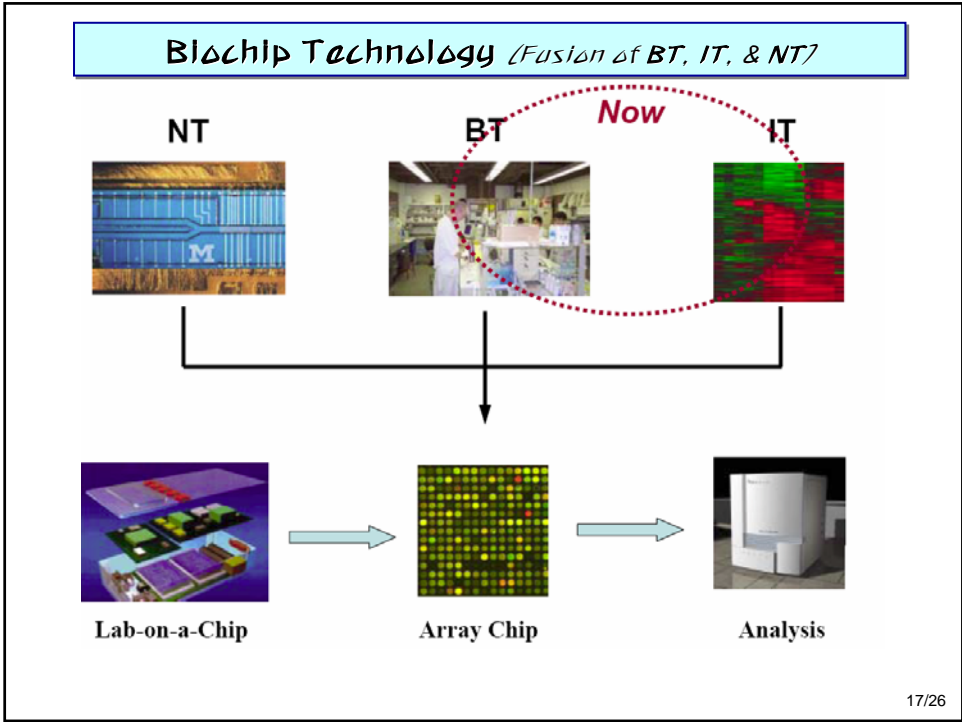 Biochip Technology (Fusion of BT, IT, & NT)
Now
NT BT IT
M
Lab-on-a-Chip Array Chip Analysis
17/26